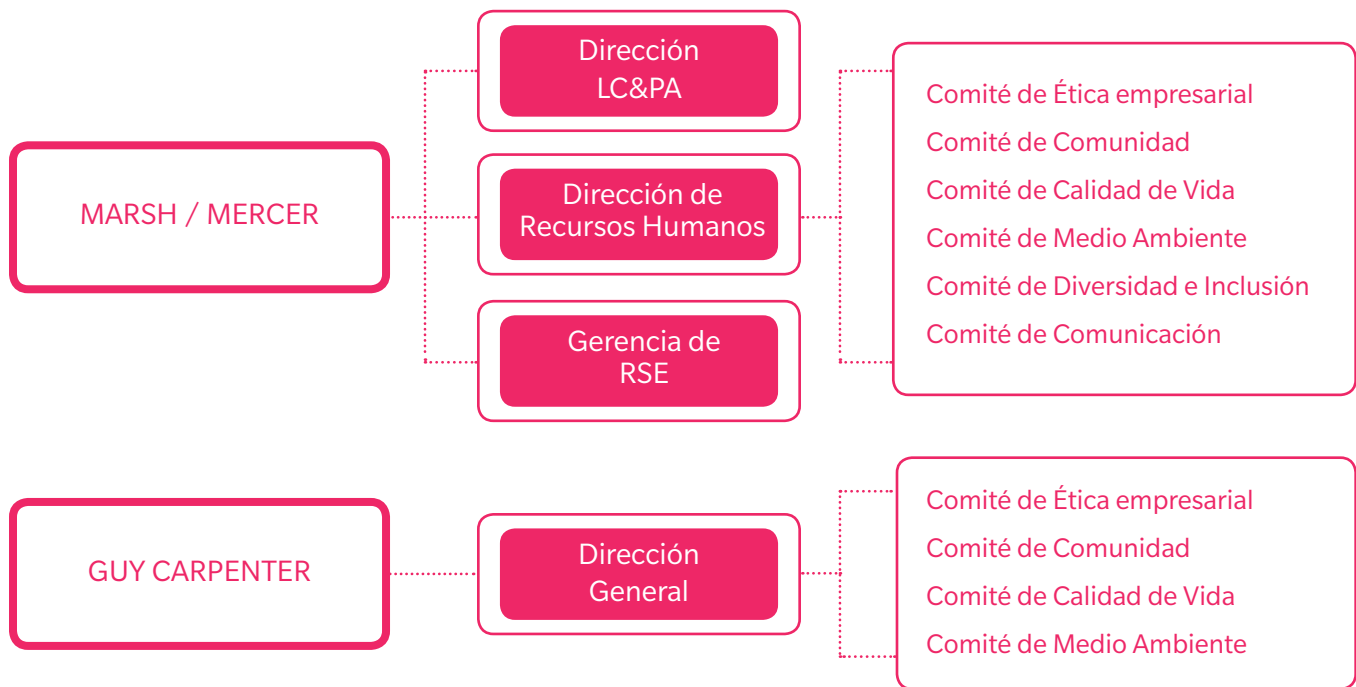 MARSH / MERCER
Dirección
LC&PA
Dirección de
Recursos Humanos
Gerencia de
RSE
Comité de Ética empresarial
Comité de Comunidad
Comité de Calidad de Vida
Comité de Medio Ambiente
Comité de Diversidad e Inclusión
Comité de Comunicación
GUY CARPENTER
Dirección
General
Comité de Ética empresarial
Comité de Comunidad
Comité de Calidad de Vida
Comité de Medio Ambiente